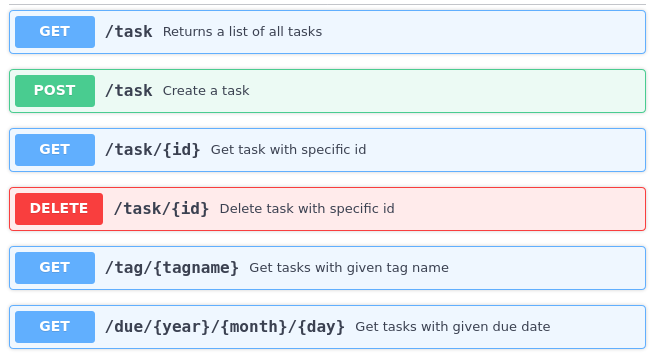 GET /task Returns a list of all tasks
POST /task Create a task
GET /task/{id} Get task with specific id
DELETE /task/{id} Delete task with specific id
GET /tag/{tagname} Get tasks with given tag name
GET /due/{year}/{month}/{day} Get tasks with given due date